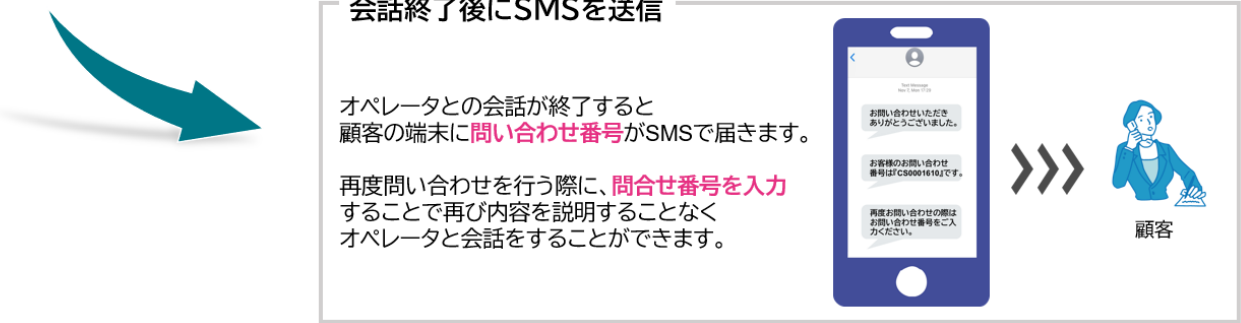 会話終了後にSMSを送信
オペレータとの会話が終了すると
顧客の端末に問い合わせ番号がSMSで届きます。
再度問い合わせを行う際に、問合せ番号を入力
することで再び内容を説明することなく
オペレータと会話をすることができます。
Text Message
お問い合わせいただき
ありがとうございました。
お客様のお問い合わせ
番号は『CS0001610』です。
再度お問い合わせの際は
お問い合わせ番号をご入
力ください。
顧客